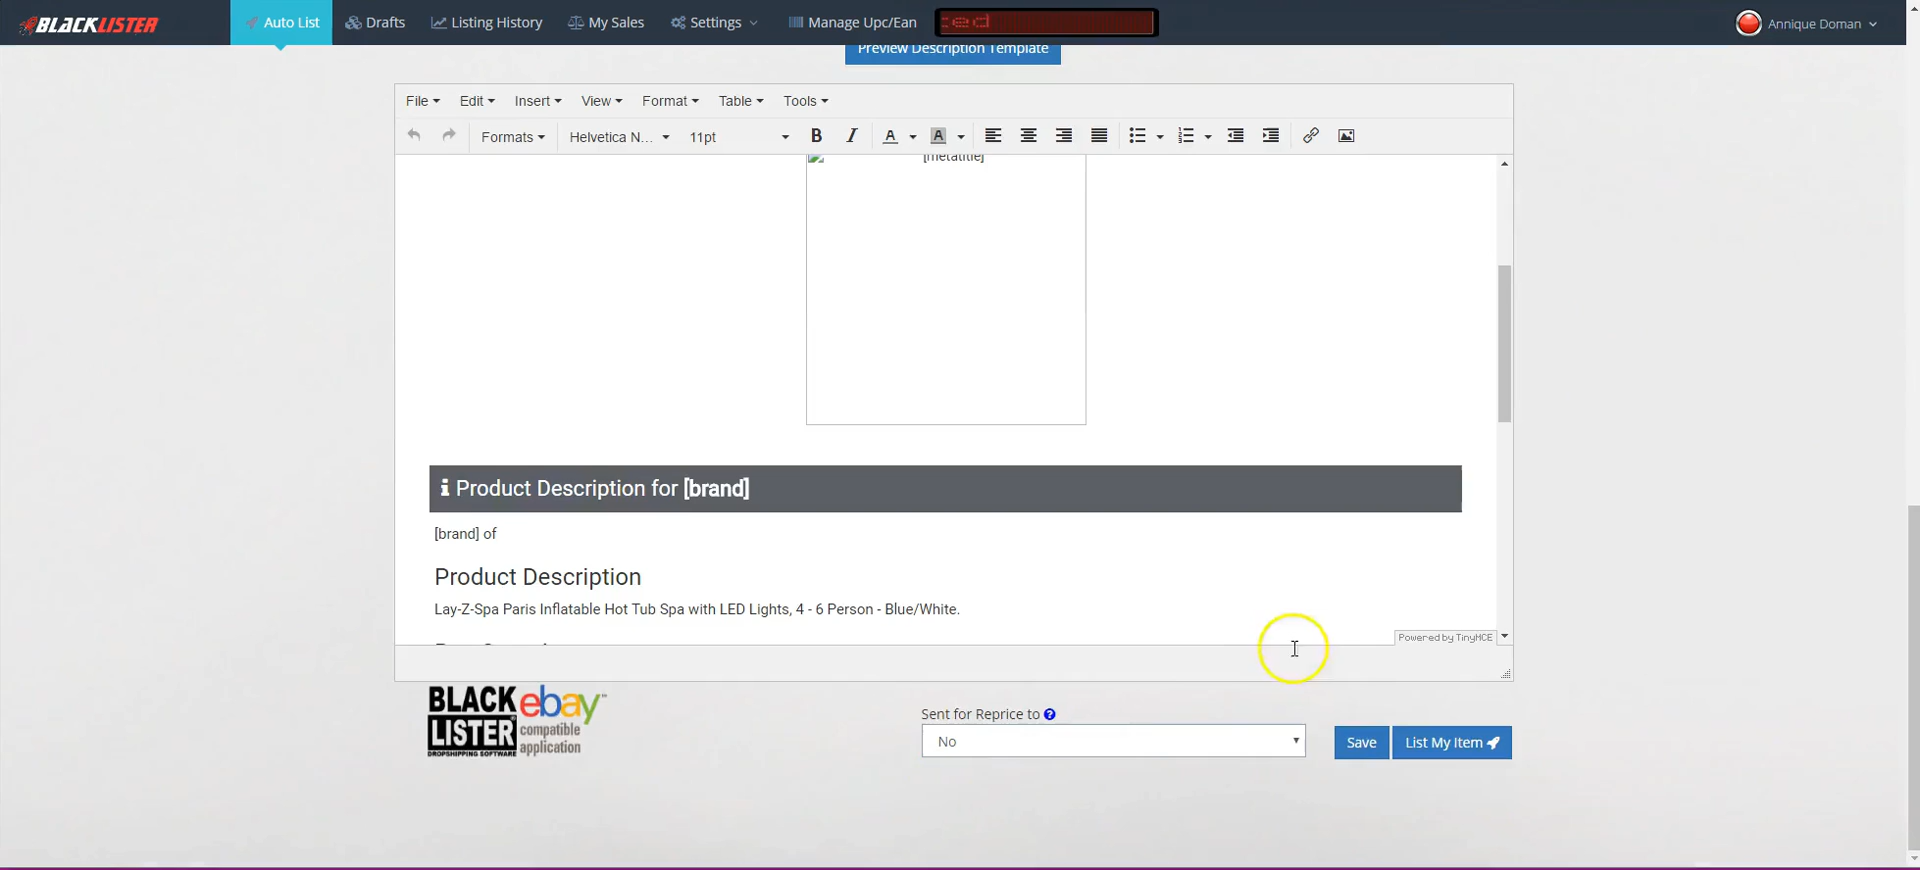 BLACKLISTER
Auto List
Drafts
Listing History
My Sales
Settings
Manage Upc/Ean
Annique Doman
Preview Description Template
File
Edit
Insert
View
Format
Table
Tools
Formats
Helvetica N...
11pt
B
I
A
A
[metatitle]
Product Description for [brand]
[brand] of
Product Description
Lay-Z-Spa Paris Inflatable Hot Tub Spa with LED Lights, 4 - 6 Person - Blue/White.
Powered by TinyMCE
BLACK
LISTER
DROPSHIPPING SOFTWARE
ebay™
compatible
application
Sent for Reprice to
No
Save
List My Item